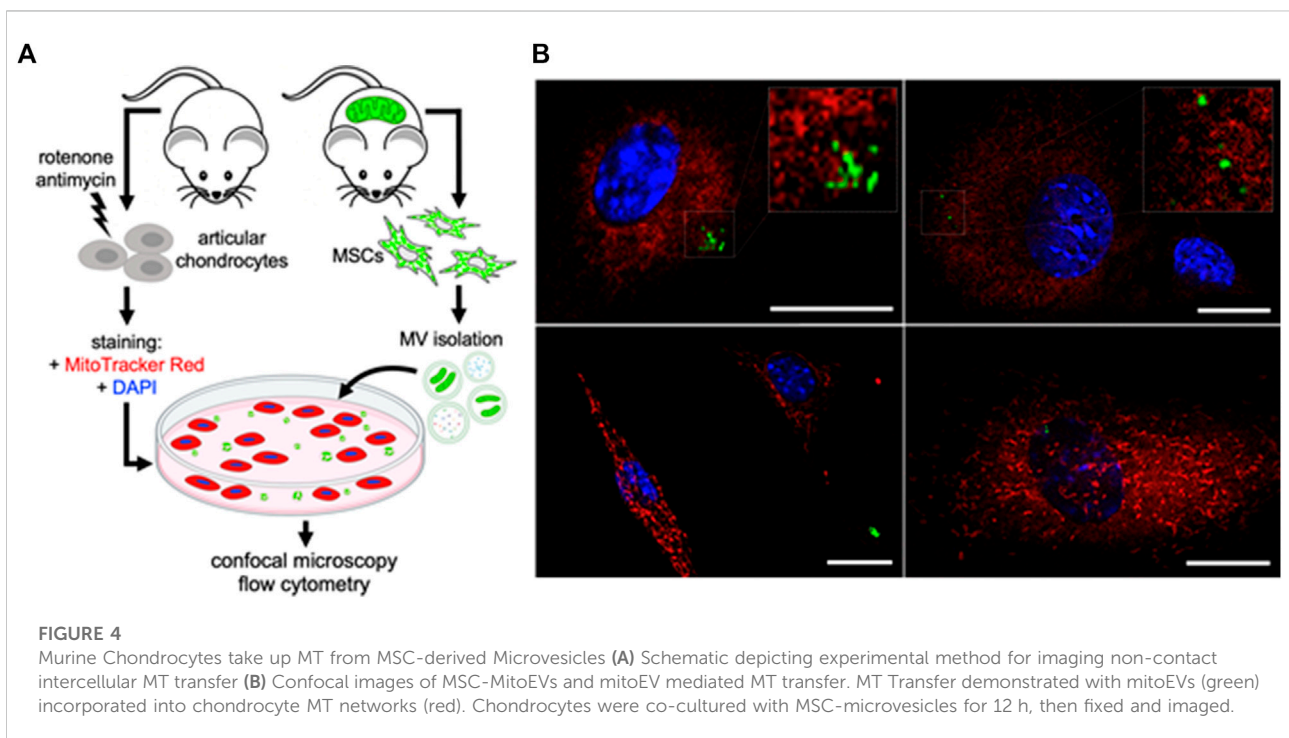 A
B
rotenone
antimycin
articular
chondrocytes
MSCs
staining:
+ MitoTracker Red
+ DAPI
MV isolation
confocal microscopy
flow cytometry
FIGURE 4
Murine Chondrocytes take up MT from MSC-derived Microvesicles (A) Schematic depicting experimental method for imaging non-contact
intercellular MT transfer (B) Confocal images of MSC-MitoEVs and mitoEV mediated MT transfer. MT Transfer demonstrated with mitoEVs (green)
incorporated into chondrocyte MT networks (red). Chondrocytes were co-cultured with MSC-microvesicles for 12 h, then fixed and imaged.